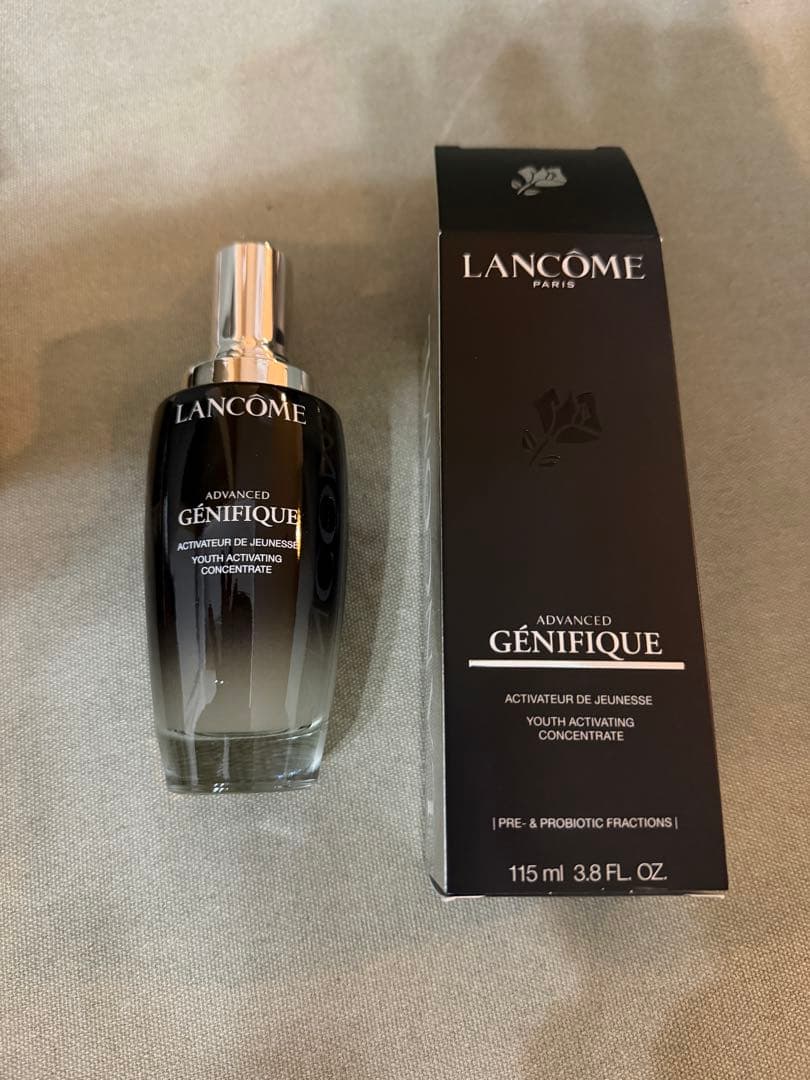 LANCÔME
ADVANCED
GÉNIFIQUE
ACTIVATEUR DE JEUNESSE
YOUTH ACTIVATING
CONCENTRATE
LANCÔME
PARIS
ADVANCED
GÉNIFIQUE
ACTIVATEUR DE JEUNESSE
YOUTH ACTIVATING
CONCENTRATE
| PRE- & PROBIOTIC FRACTIONS |
115 ml 3.8 FL. OZ.